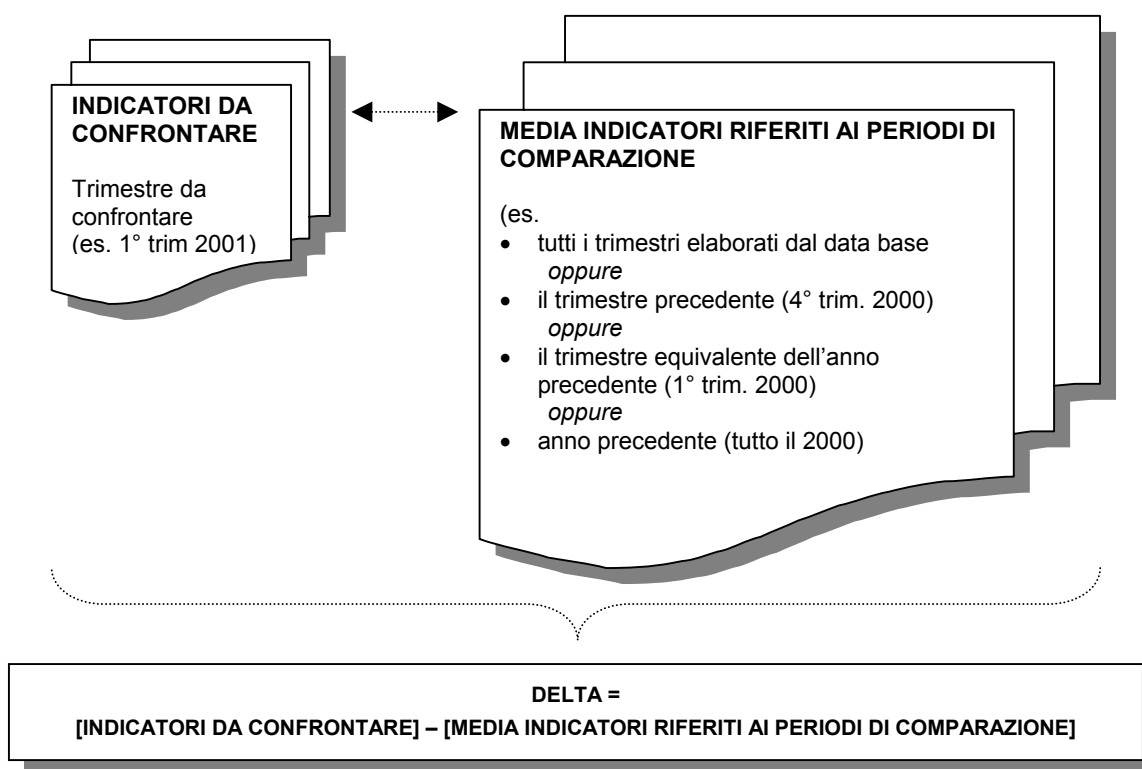 INDICATORI DA
CONFRONTARE
Trimestre da
confrontare
(es. 1° trim 2001)
MEDIA INDICATORI RIFERITI AI PERIODI DI
COMPARAZIONE
(es.
• tutti i trimestri elaborati dal data base
oppure
• il trimestre precedente (4° trim. 2000)
oppure
• il trimestre equivalente dell’anno
precedente (1° trim. 2000)
oppure
• anno precedente (tutto il 2000)
DELTA =
[INDICATORI DA CONFRONTARE] – [MEDIA INDICATORI RIFERITI AI PERIODI DI COMPARAZIONE]